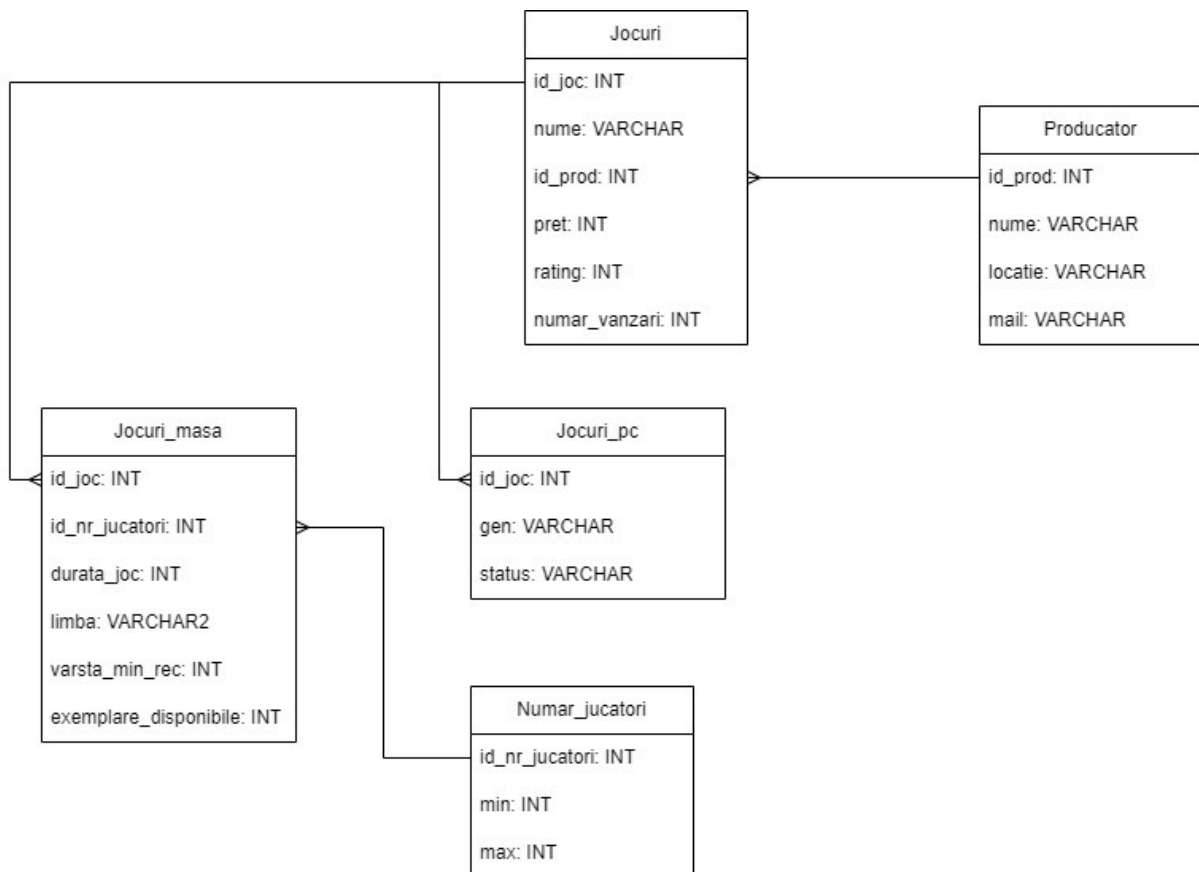 Jocuri
id_joc: INT
nume: VARCHAR
id_prod: INT
pret: INT
rating: INT
numar_vanzari: INT
Producator
id_prod: INT
nume: VARCHAR
locatie: VARCHAR
mail: VARCHAR
Jocuri_masa
id_joc: INT
id_nr_jucatori: INT
durata_joc: INT
limba: VARCHAR2
varsta_min_rec: INT
exemplare_disponibile: INT
Jocuri_pc
id_joc: INT
gen: VARCHAR
status: VARCHAR
Numar_jucatori
id_nr_jucatori: INT
min: INT
max: INT